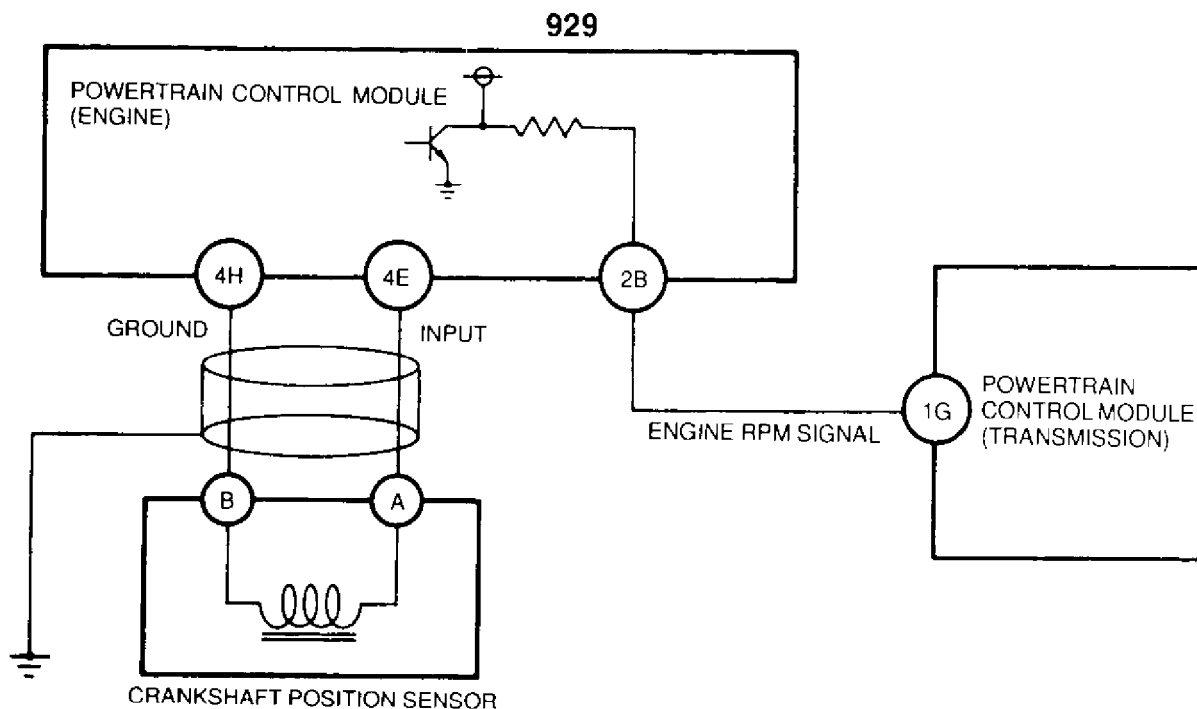 929
POWERTRAIN CONTROL MODULE
(ENGINE)
4H
4E
2B
GROUND
INPUT
1G
POWERTRAIN
CONTROL MODULE
(TRANSMISSION)
ENGINE RPM SIGNAL
B
A
CRANKSHAFT POSITION SENSOR